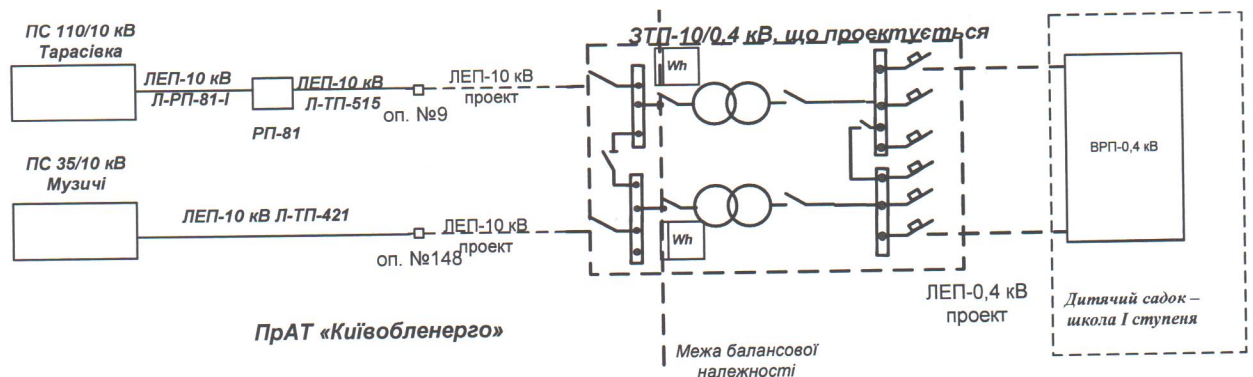 ПС 110/10 кВ
Тарасівка
ЛЕП-10 кВ
Л-РП-81-І
РП-81
ЛЕП-10 кВ
Л-ТП-515
оп. №9
ЛЕП-10 кВ
проект
ЗТП-10/0,4 кВ, що проектується
Wh
ВРП-0,4 кВ
ПС 35/10 кВ
Музичі
ЛЕП-10 кВ Л-ТП-421
оп. №148
ЛЕП-10 кВ
проект
Wh
ЛЕП-0,4 кВ
проект
Дитячий садок –
школа І ступеня
ПрАТ «Київобленерго»
Межа балансової
належності